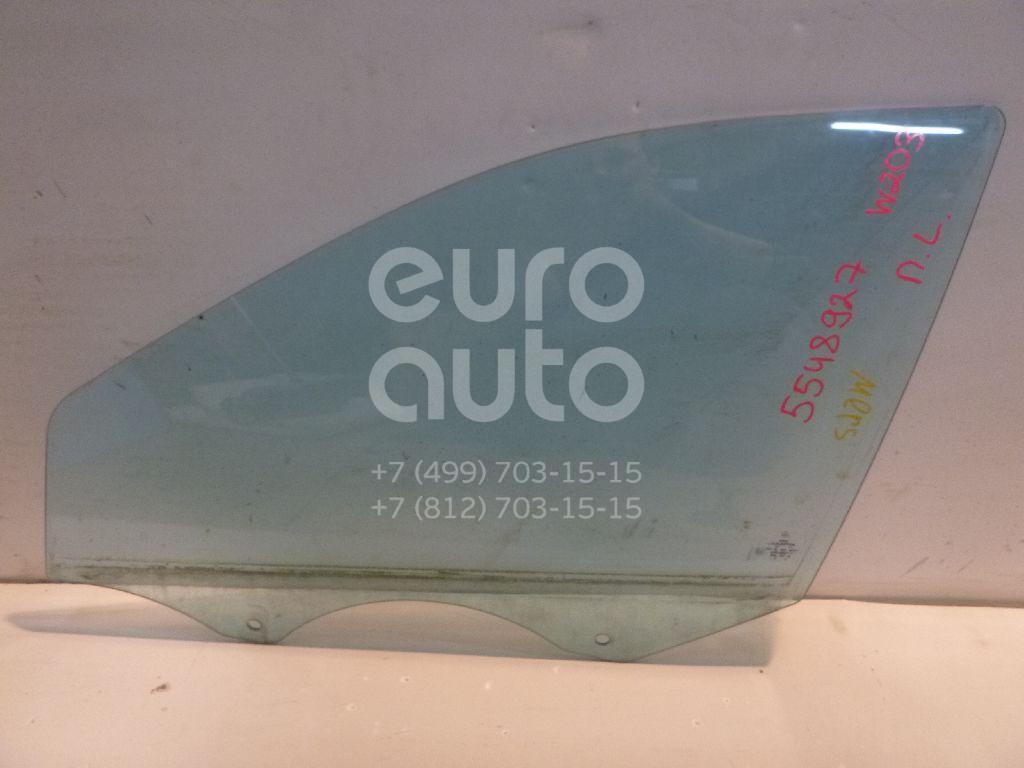 euro
auto
+7 (499) 703-15-15
+7 (812) 703-15-15
5548927 W203
П. L.